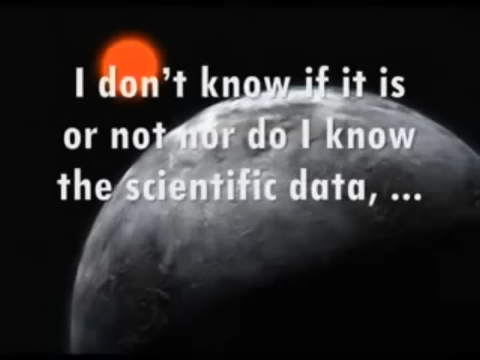 I don't know if it is
or not nor do I know
the scientific data, ...